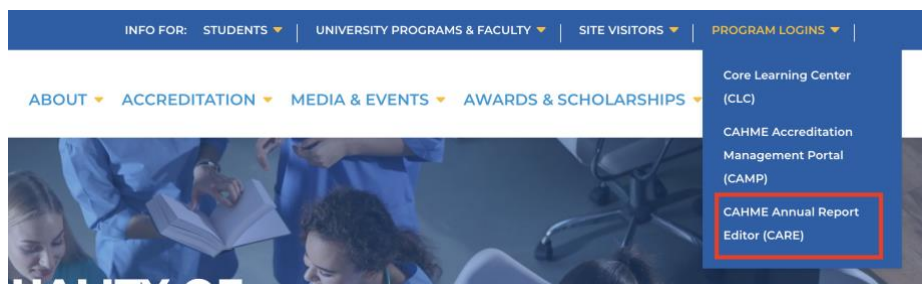 INFO FOR: STUDENTS UNIVERSITY PROGRAMS & FACULTY SITE VISITORS PROGRAM LOGINS
ABOUT ACCREDITATION MEDIA & EVENTS AWARDS & SCHOLARSHIPS
Core Learning Center
(CLC)
CAHME Accreditation
Management Portal
(CAMP)
CAHME Annual Report
Editor (CARE)